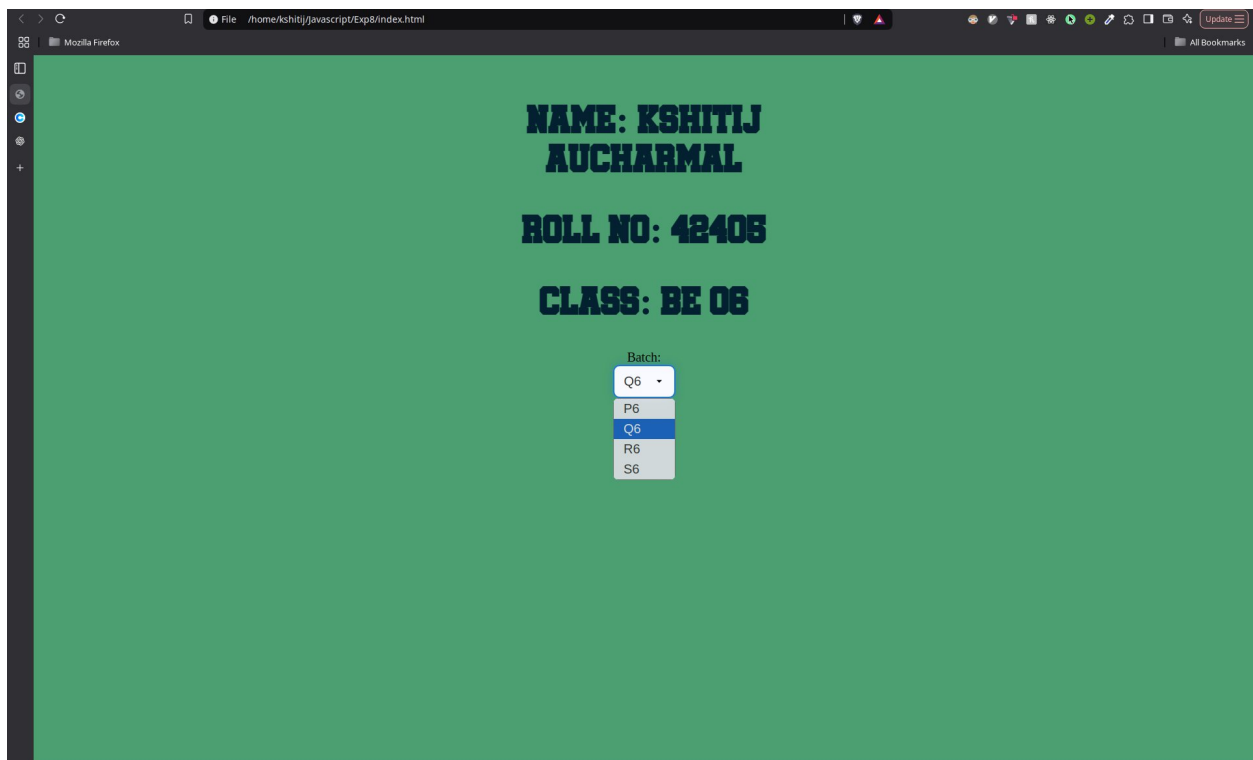 File /home/kshitij/Javascript/Exp8/index.html
Update
Mozilla Firefox
All Bookmarks
NAME: KSHITIJ
AUCHARMAL
ROLL NO: 42405
CLASS: BE 06
Batch:
Q6
P6
Q6
R6
S6